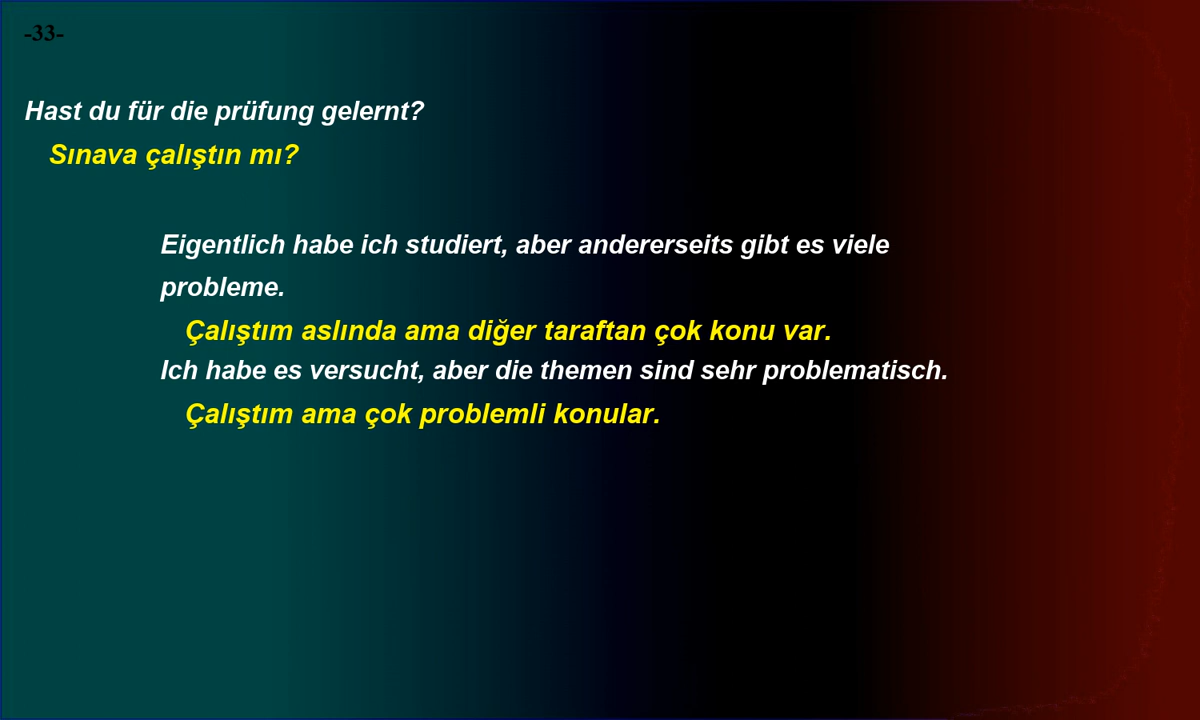 -33-
Hast du für die prüfung gelernt?
Sınava çalıştın mı?
Eigentlich habe ich studiert, aber andererseits gibt es viele
probleme.
Çalıştım aslında ama diğer taraftan çok konu var.
Ich habe es versucht, aber die themen sind sehr problematisch.
Çalıştım ama çok problemli konular.